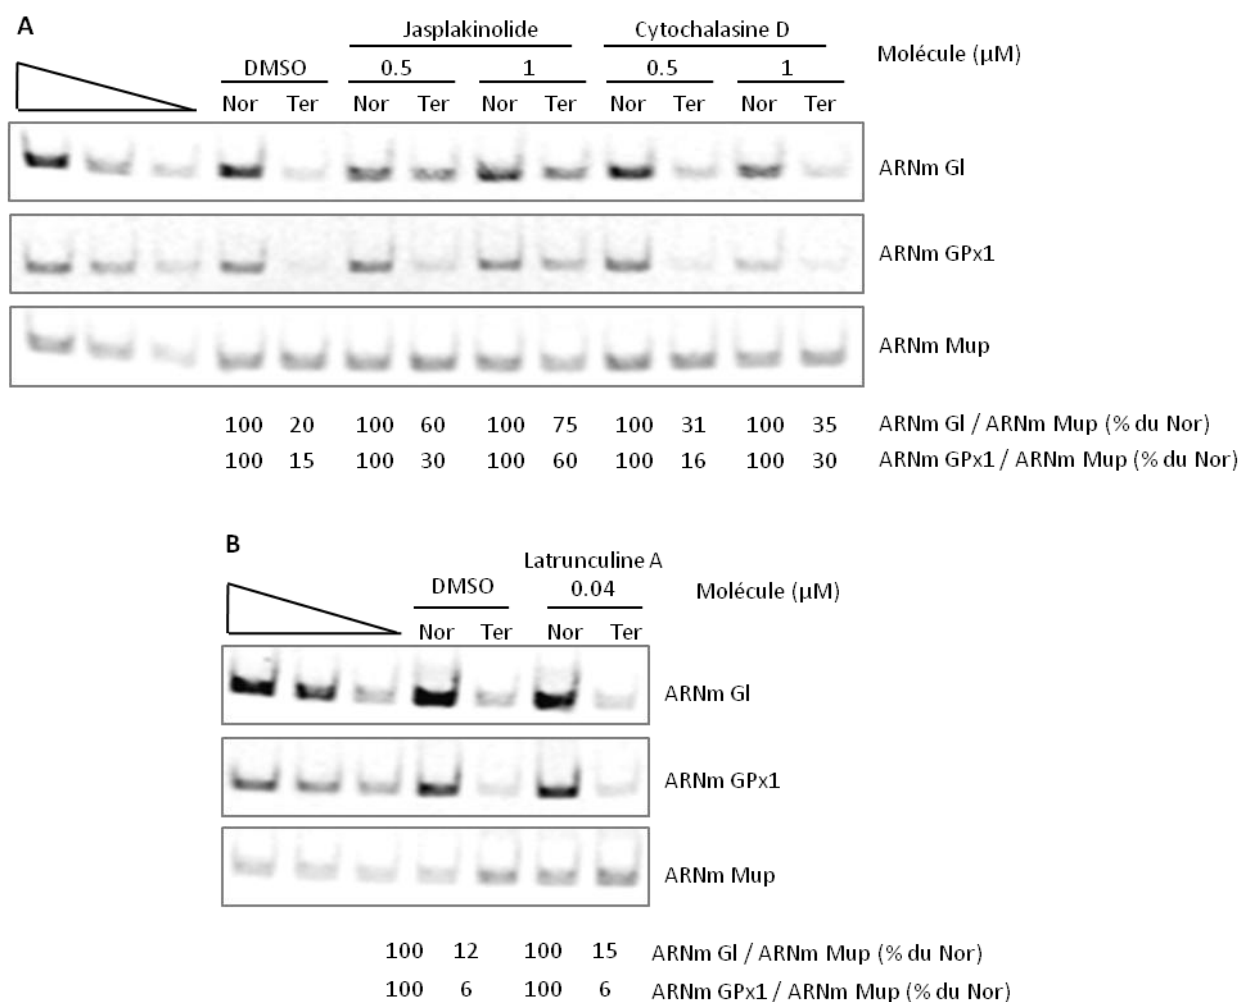 A
Jasplakinolide Cytochalasine D
Molécule (µM)
DMSO 0.5 1 0.5 1
Nor Ter Nor Ter Nor Ter Nor Ter Nor Ter
ARNm Gl
ARNm GPx1
ARNm Mup
100 20 100 60 100 75 100 31 100 35 ARNm Gl / ARNm Mup (% du Nor)
100 15 100 30 100 60 100 16 100 30 ARNm GPx1 / ARNm Mup (% du Nor)
B
Latrunculine A
DMSO 0.04 Molécule (µM)
Nor Ter Nor Ter
ARNm Gl
ARNm GPx1
ARNm Mup
100 12 100 15 ARNm Gl / ARNm Mup (% du Nor)
100 6 100 6 ARNm GPx1 / ARNm Mup (% du Nor)